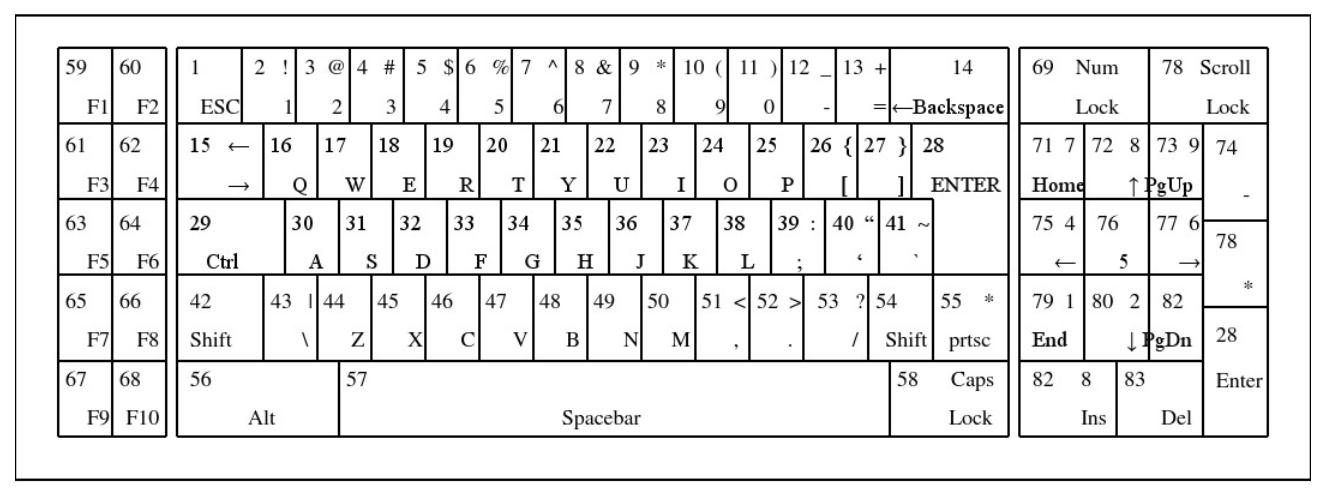 59 60 1 2 ! 3 @ 4 # 5 $ 6 % 7 ^ 8 & 9 * 10 ( 11 ) 12 _ 13 + 14 69 Num 78 Scroll
F1 F2 ESC 1 2 3 4 5 6 7 8 9 0 - = ←Backspace Lock Lock
61 62 15 ← 16 17 18 19 20 21 22 23 24 25 26 { 27 } 28 71 7 72 8 73 9 74
F3 F4 → Q W E R T Y U I O P [ ] ENTER Home ↑ PgUp -
63 64 29 30 31 32 33 34 35 36 37 38 39 : 40 “ 41 ~ 75 4 76 77 6 78
F5 F6 Ctrl A S D F G H J K L ; ‘ ` ← 5 → *
65 66 42 43 | 44 45 46 47 48 49 50 51 < 52 > 53 ? 54 55 * 79 1 80 2 82 28
F7 F8 Shift \ Z X C V B N M , . / Shift prtsc End ↓ PgDn
67 68 56 57 58 Caps 82 8 83 Enter
F9 F10 Alt Spacebar Lock Ins Del